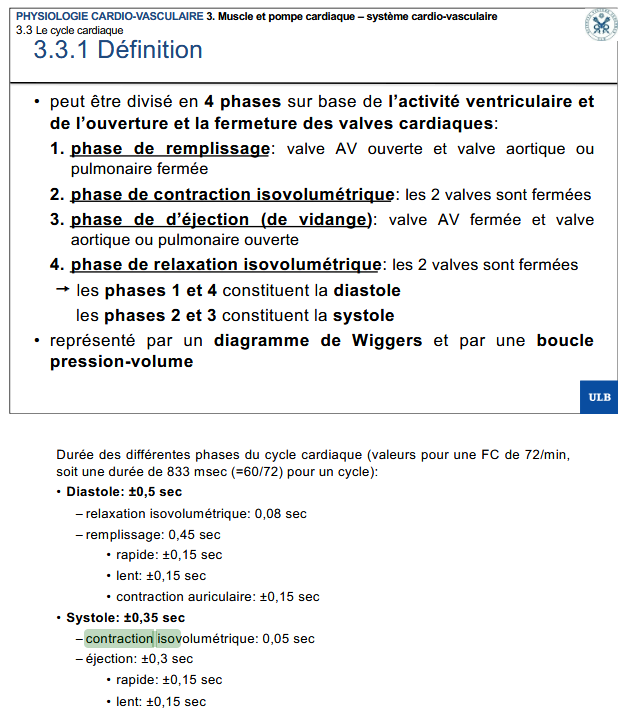 PHYSIOLOGIE CARDIO-VASCULAIRE 3. Muscle et pompe cardiaque – système cardio-vasculaire
3.3 Le cycle cardiaque
3.3.1 Définition
• peut être divisé en 4 phases sur base de l'activité ventriculaire et
de l'ouverture et la fermeture des valves cardiaques:
1. phase de remplissage: valve AV ouverte et valve aortique ou
pulmonaire fermée
2. phase de contraction isovolumétrique: les 2 valves sont fermées
3. phase de d'éjection (de vidange): valve AV fermée et valve
aortique ou pulmonaire ouverte
4. phase de relaxation isovolumétrique: les 2 valves sont fermées
→ les phases 1 et 4 constituent la diastole
les phases 2 et 3 constituent la systole
• représenté par un diagramme de Wiggers et par une boucle
pression-volume
ULB
Durée des différentes phases du cycle cardiaque (valeurs pour une FC de 72/min,
soit une durée de 833 msec (=60/72) pour un cycle):
• Diastole: ±0,5 sec
– relaxation isovolumétrique: 0,08 sec
– remplissage: 0,45 sec
• rapide: ±0,15 sec
• lent: ±0,15 sec
• contraction auriculaire: ±0,15 sec
• Systole: ±0,35 sec
– contraction isovolumétrique: 0,05 sec
– éjection: ±0,3 sec
• rapide: ±0,15 sec
• lent: ±0,15 sec